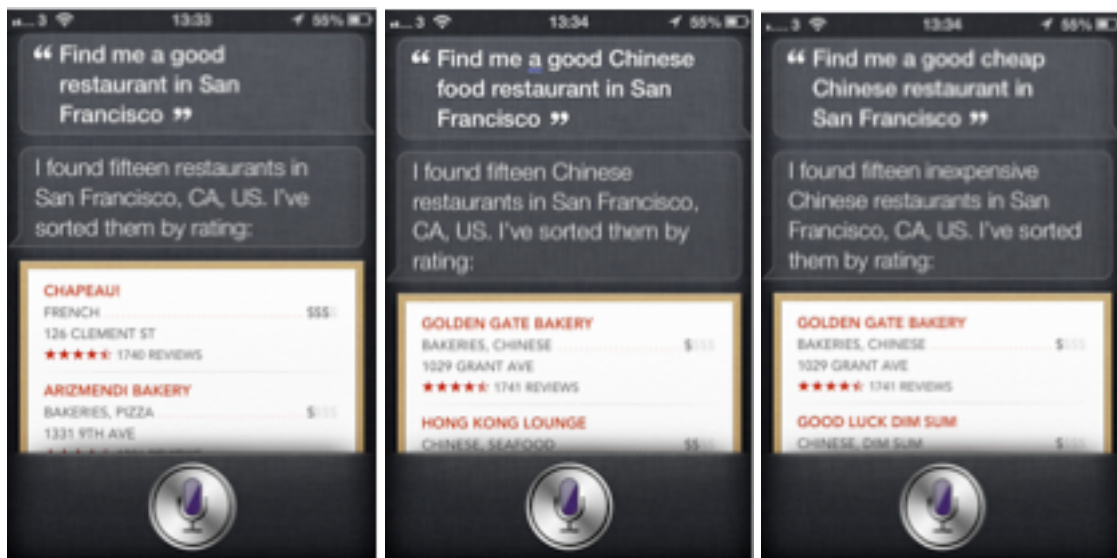 3 13:33 55%
“ Find me a good
restaurant in San
Francisco ”
I found fifteen restaurants in
San Francisco, CA, US. I've
sorted them by rating:
CHAPEAU!
FRENCH $$$$
126 CLEMENT ST
1740 REVIEWS
ARIZMENDI BAKERY
BAKERIES, PIZZA $$$$
1331 9TH AVE
3 13:34 55%
“ Find me a good Chinese
food restaurant in San
Francisco ”
I found fifteen Chinese
restaurants in San Francisco,
CA, US. I've sorted them by
rating:
GOLDEN GATE BAKERY
BAKERIES, CHINESE $$$$
1029 GRANT AVE
1741 REVIEWS
HONG KONG LOUNGE
CHINESE, SEAFOOD $$$$
3 13:34 55%
“ Find me a good cheap
Chinese restaurant in
San Francisco ”
I found fifteen inexpensive
Chinese restaurants in San
Francisco, CA, US. I've sorted
them by rating:
GOLDEN GATE BAKERY
BAKERIES, CHINESE $$$$
1029 GRANT AVE
1741 REVIEWS
GOOD LUCK DIM SUM
CHINESE, DIM SUM $$$$